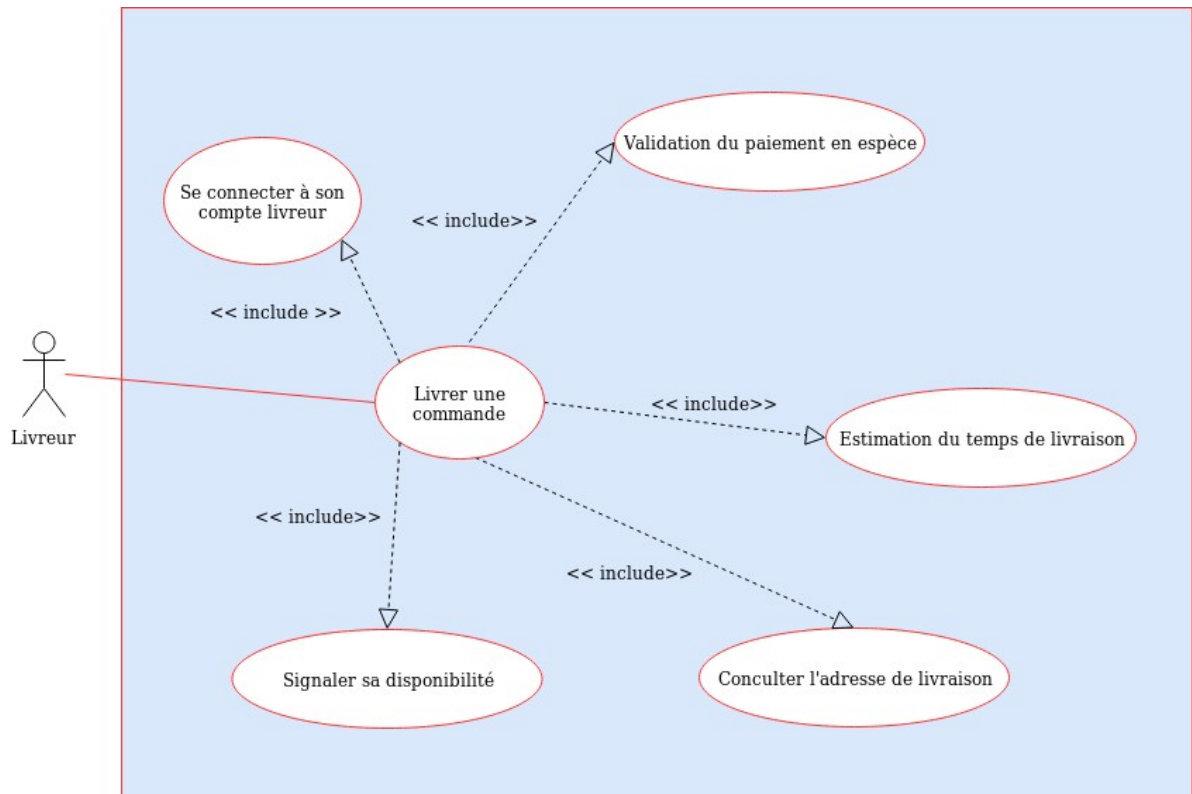 Validation du paiement en espèce
Se connecter à son
compte livreur
<< include>>
<< include >>
Livrer une
commande
<< include>>
Livreur
Estimation du temps de livraison
<< include>>
<< include>>
Signaler sa disponibilité
Conculter l'adresse de livraison